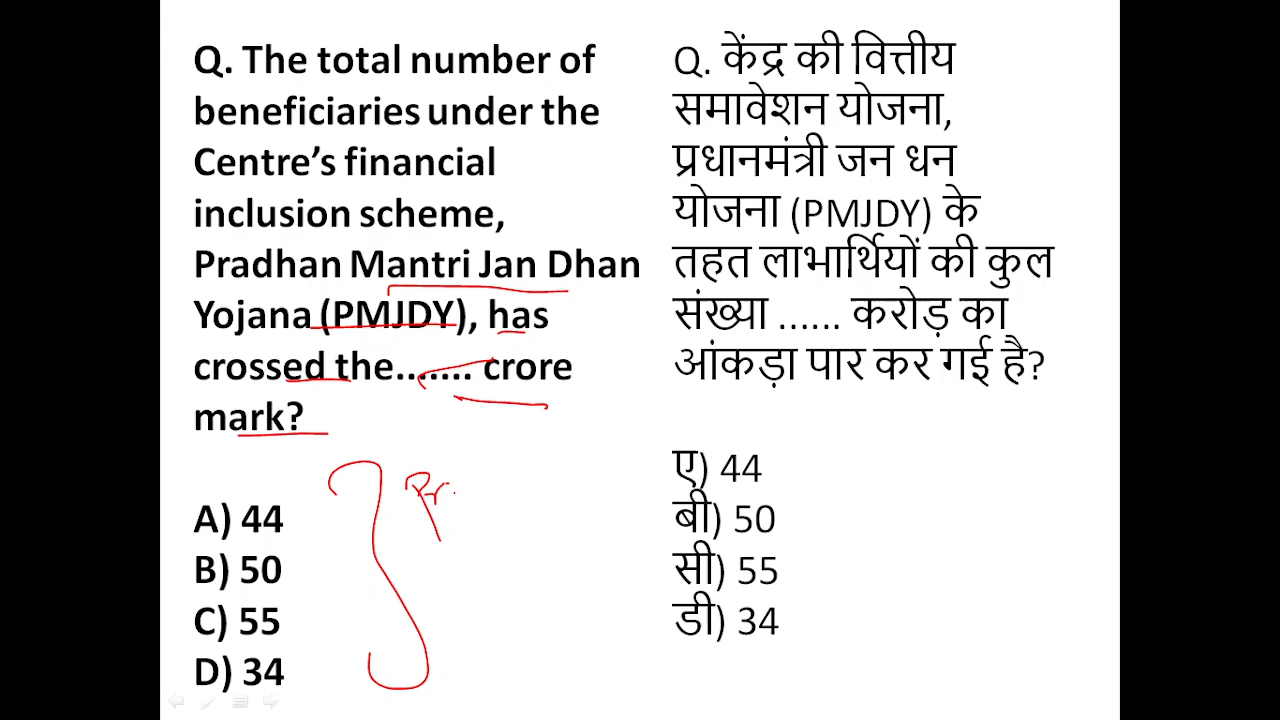 Q. The total number of
beneficiaries under the
Centre’s financial
inclusion scheme,
Pradhan Mantri Jan Dhan
Yojana (PMJDY), has
crossed the....... crore
mark?
A) 44
B) 50
C) 55
D) 34
Pr.
Q. केंद्र की वित्तीय
समावेशन योजना,
प्रधानमंत्री जन धन
योजना (PMJDY) के
तहत लाभार्थियों की कुल
संख्या ...... करोड़ का
आंकड़ा पार कर गई है?
ए) 44
बी) 50
सी) 55
डी) 34